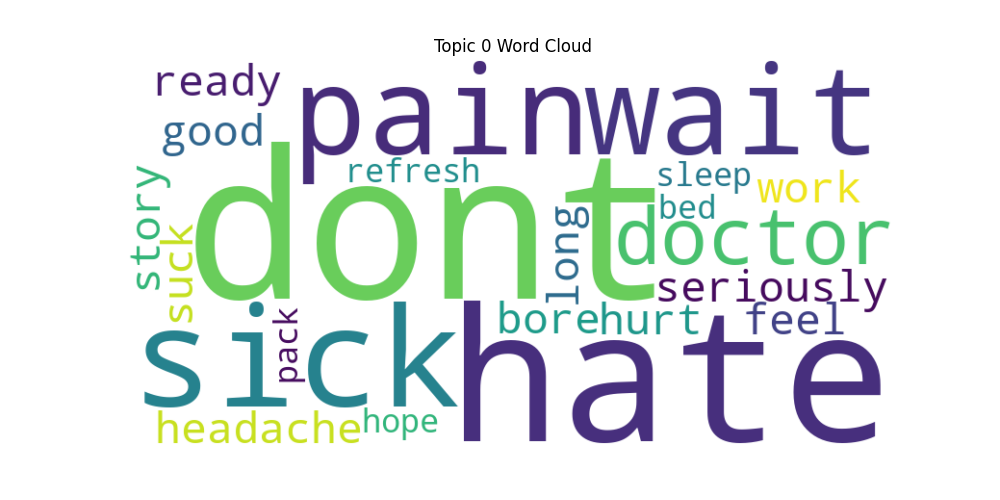 Topic 0 Word Cloud
ready
pain
wait
good
refresh
sleep
work
story
suck
dont
long
bed
doctor
seriously
sick
pack
bore
hurt
feel
hate
headache
hope